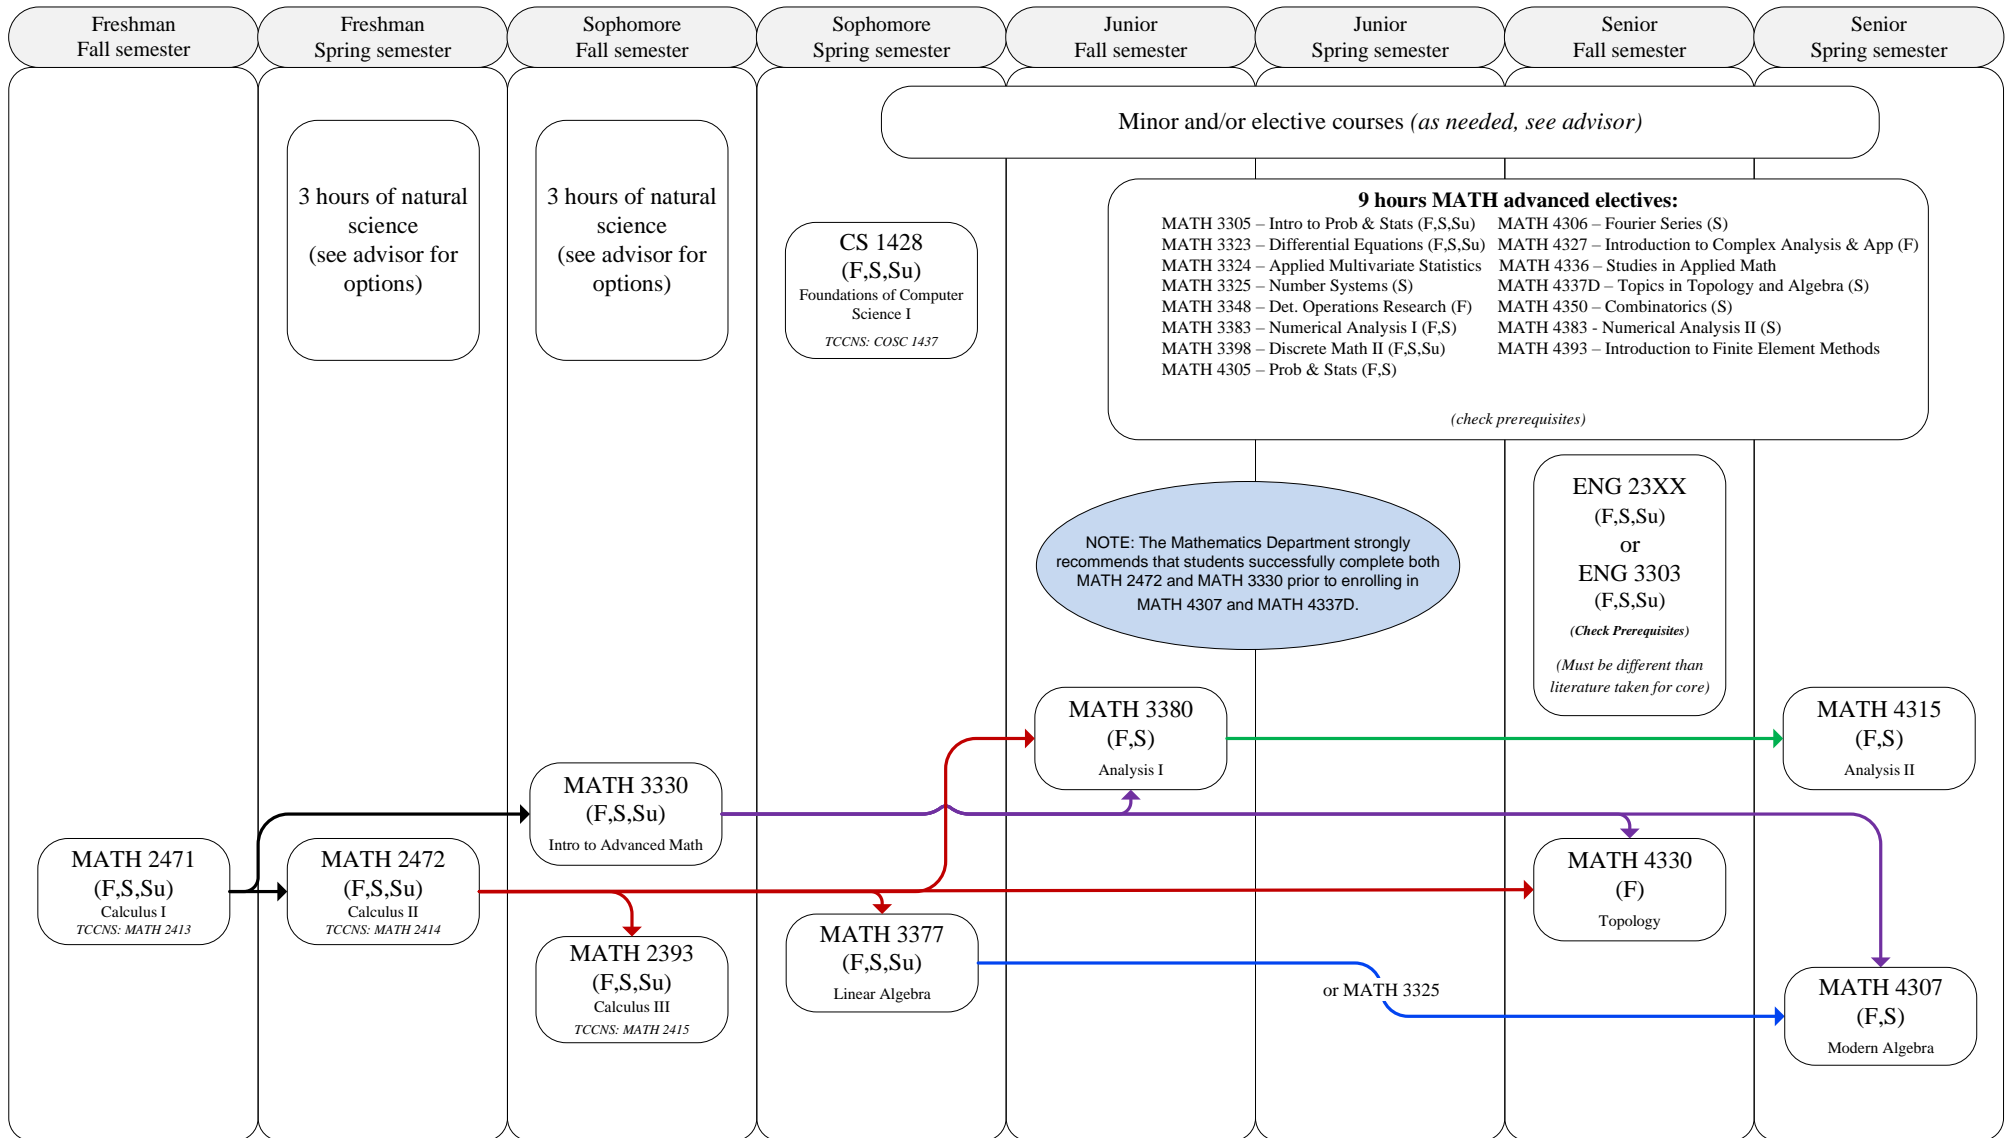 Freshman
Fall semester
Freshman
Spring semester
Sophomore
Fall semester
Sophomore
Spring semester
Junior
Fall semester
Junior
Spring semester
Senior
Fall semester
Senior
Spring semester
Minor and/or elective courses (as needed, see advisor)
3 hours of natural
science
(see advisor for
options)
3 hours of natural
science
(see advisor for
options)
CS 1428
(F,S,Su)
Foundations of Computer
Science I
TCCNS: COSC 1437
9 hours MATH advanced electives:
MATH 3305 – Intro to Prob & Stats (F,S,Su)
MATH 3323 – Differential Equations (F,S,Su)
MATH 3324 – Applied Multivariate Statistics
MATH 3325 – Number Systems (S)
MATH 3348 – Det. Operations Research (F)
MATH 3383 – Numerical Analysis I (F,S)
MATH 3398 – Discrete Math II (F,S,Su)
MATH 4305 – Prob & Stats (F,S)
MATH 4306 – Fourier Series (S)
MATH 4327 – Introduction to Complex Analysis & App (F)
MATH 4336 – Studies in Applied Math
MATH 4337D – Topics in Topology and Algebra (S)
MATH 4350 – Combinatorics (S)
MATH 4383 - Numerical Analysis II (S)
MATH 4393 – Introduction to Finite Element Methods
(check prerequisites)
NOTE: The Mathematics Department strongly
recommends that students successfully complete both
MATH 2472 and MATH 3330 prior to enrolling in
MATH 4307 and MATH 4337D.
ENG 23XX
(F,S,Su)
or
ENG 3303
(F,S,Su)
(Check Prerequisites)
(Must be different than
literature taken for core)
MATH 3380
(F,S)
Analysis I
MATH 4315
(F,S)
Analysis II
MATH 3330
(F,S,Su)
Intro to Advanced Math
MATH 2471
(F,S,Su)
Calculus I
TCCNS: MATH 2413
MATH 2472
(F,S,Su)
Calculus II
TCCNS: MATH 2414
MATH 4330
(F)
Topology
MATH 2393
(F,S,Su)
Calculus III
TCCNS: MATH 2415
MATH 3377
(F,S,Su)
Linear Algebra
or MATH 3325
MATH 4307
(F,S)
Modern Algebra